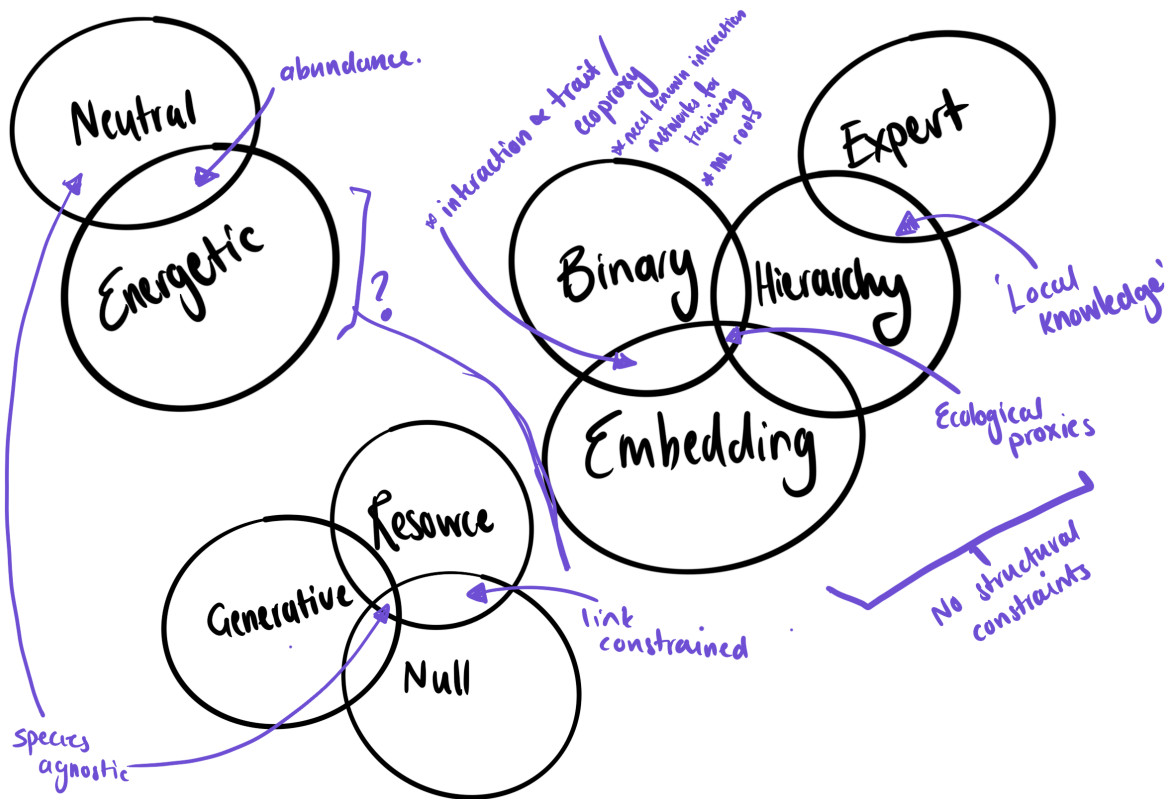 Neutral
abundance.
Energetic
?
* interaction ∝ trait /
ecoproxy
* need known intraction
networks for
training
* ML roots
Expert
Binary
Hierarchy
'Local
knowledge'
Embedding
Ecological
proxies
No structural
constraints
Resource
Generative
link
constrained
Null
species
agnostic